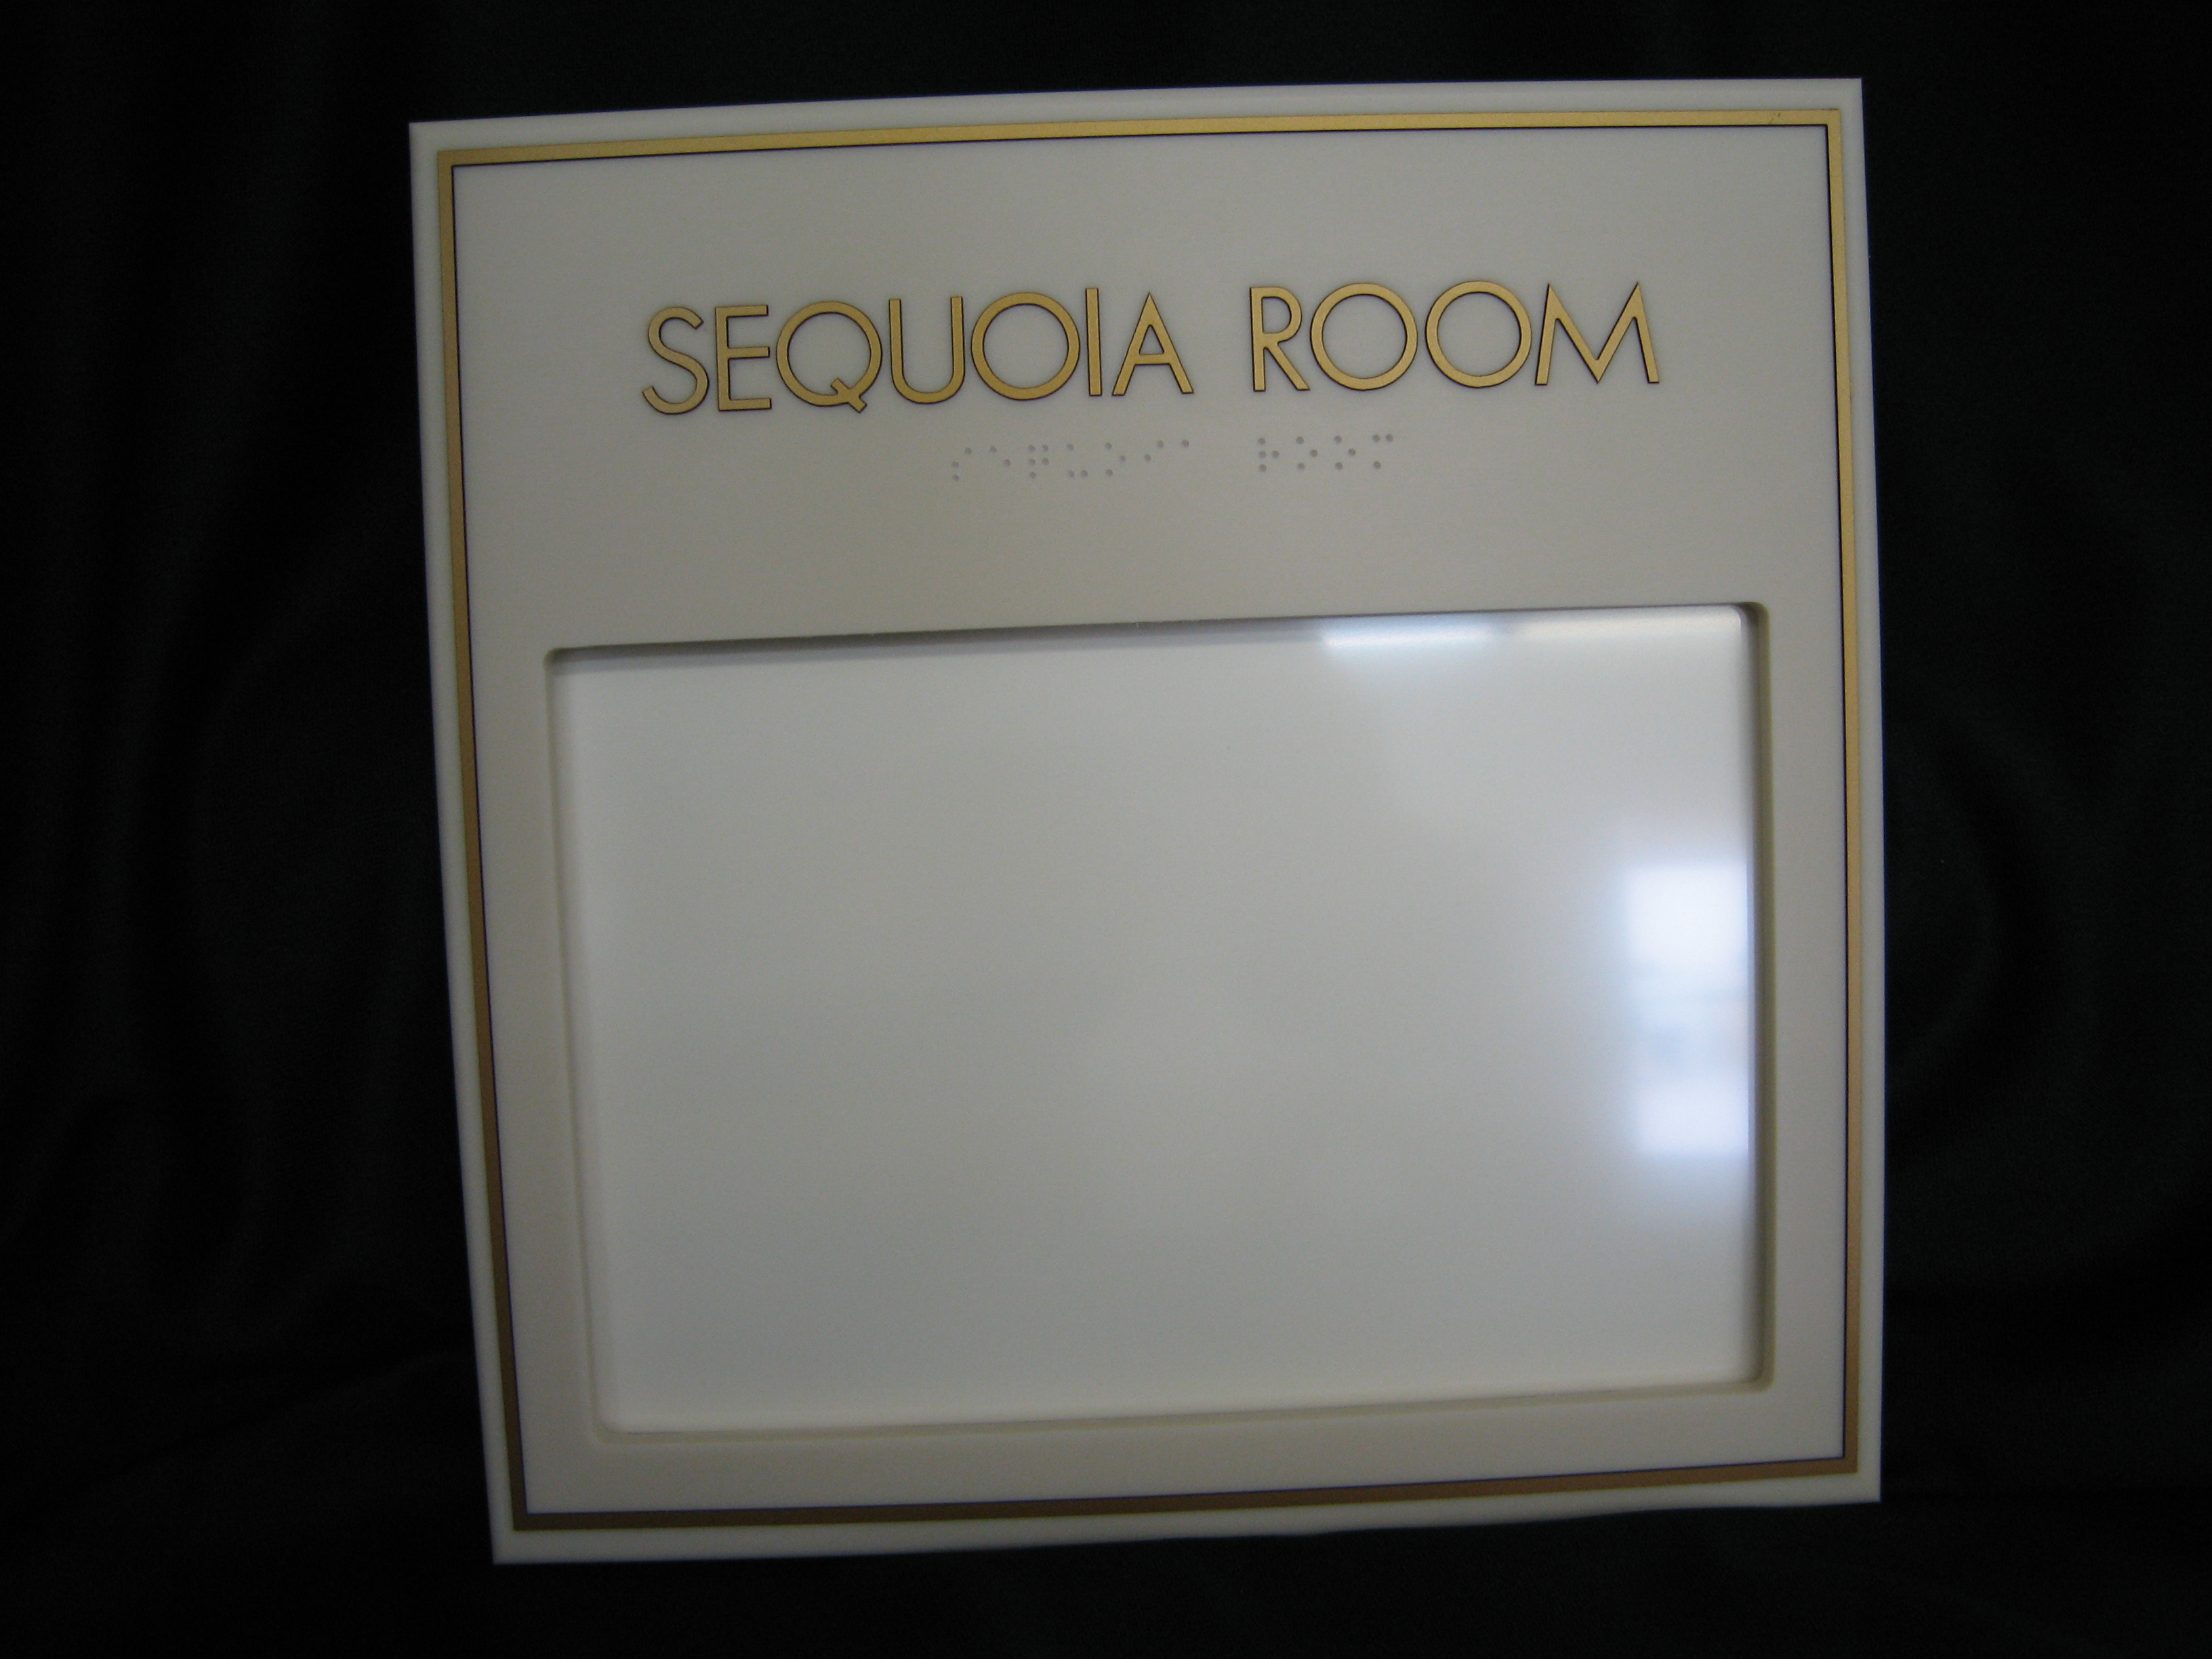 SEQUOIA ROOM
⠎⠑⠟⠥⠕⠊⠁ ⠗⠕⠕⠍